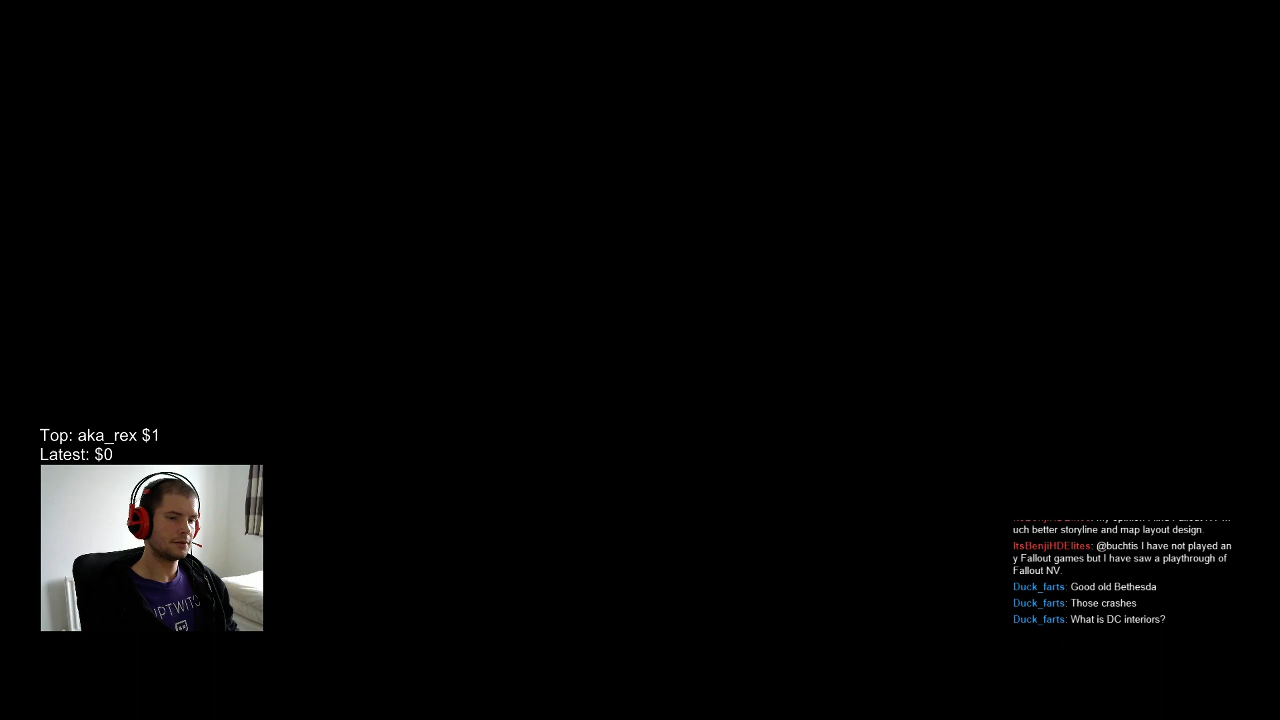 Top: aka_rex $1
Latest: $0
PTWITC
uch better storyline and map layout design.
ItsBenjiHDElites: @buchtis I have not played an
y Fallout games but I have saw a playthrough of
Fallout NV.
Duck_farts: Good old Bethesda
Duck_farts: Those crashes
Duck_farts: What is DC interiors?